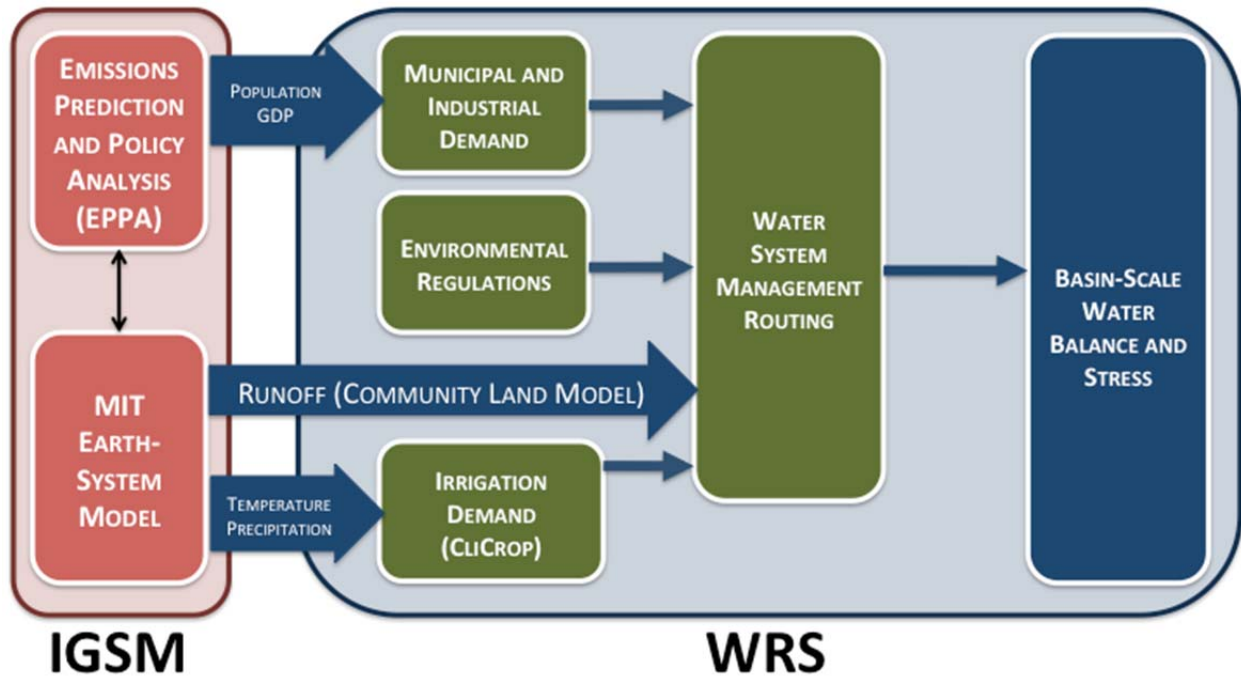 EMISSIONS
PREDICTION
AND POLICY
ANALYSIS
(EPPA)
MIT
EARTH-
SYSTEM
MODEL
IGSM
POPULATION
GDP
MUNICIPAL AND
INDUSTRIAL
DEMAND
ENVIRONMENTAL
REGULATIONS
RUNOFF (COMMUNITY LAND MODEL)
TEMPERATURE
PRECIPITATION
IRRIGATION
DEMAND
(CLICROP)
WATER
SYSTEM
MANAGEMENT
ROUTING
BASIN-SCALE
WATER
BALANCE AND
STRESS
WRS